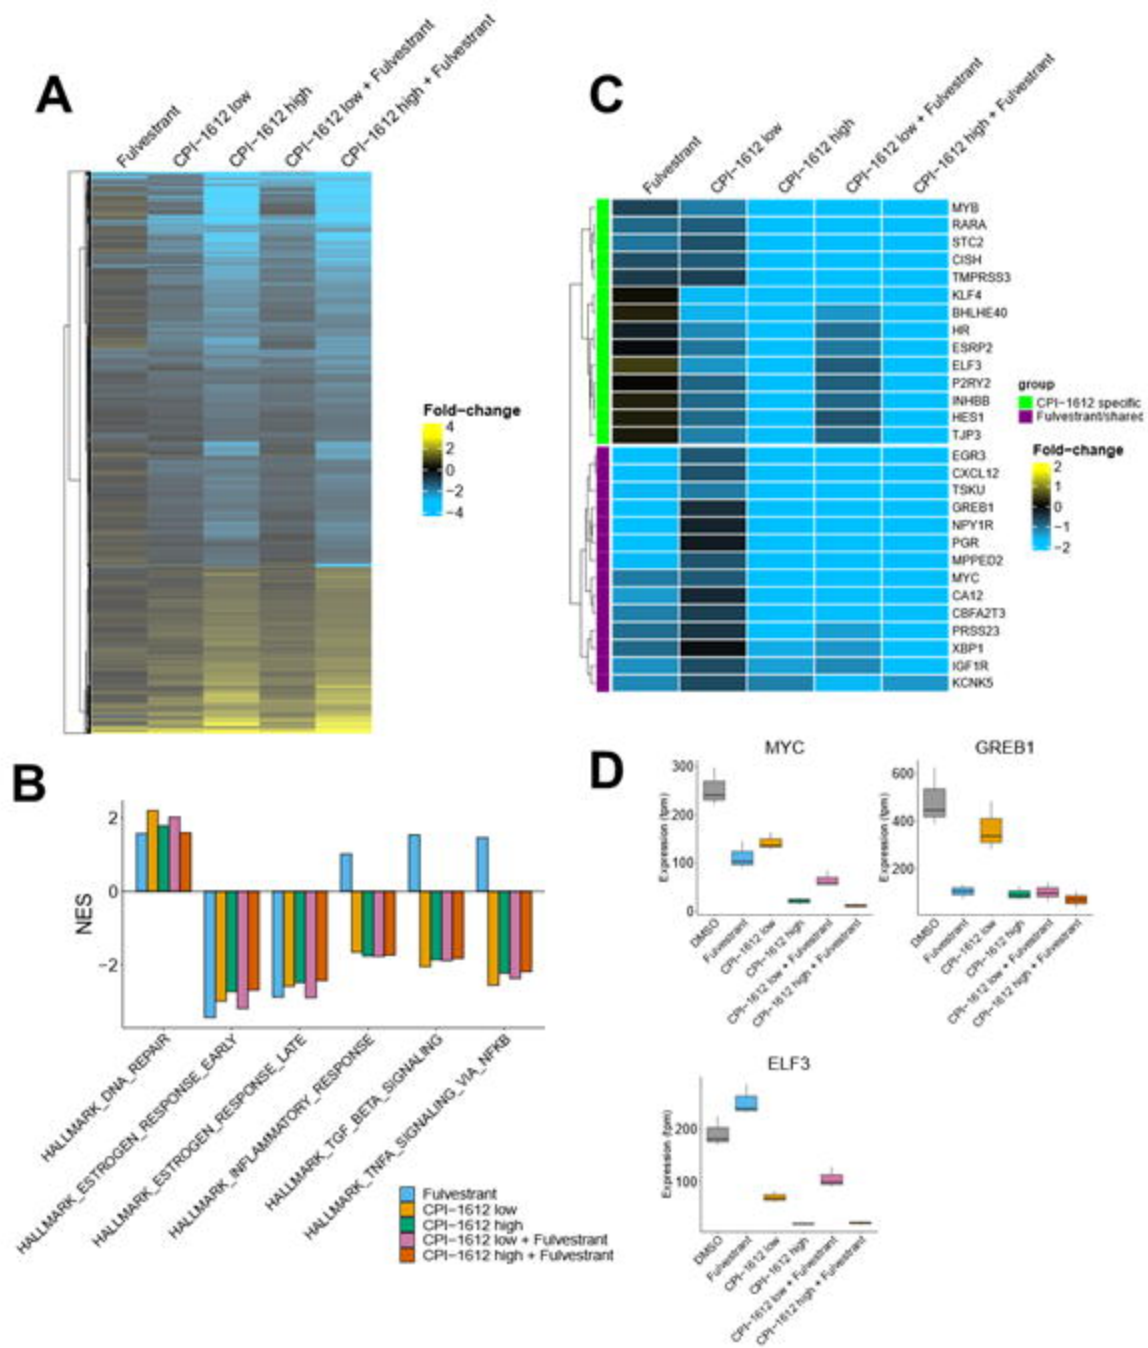 A
Fulvestrant
CPI-1612 low
CPI-1612 high
CPI-1612 low + Fulvestrant
CPI-1612 high + Fulvestrant
Fold-change
4
2
0
-2
-4
C
Fulvestrant
CPI-1612 low
CPI-1612 high
CPI-1612 low + Fulvestrant
CPI-1612 high + Fulvestrant
MYB
RARA
STC2
CISH
TMPRSS3
KLF4
BHLHE40
HR
ESRP2
ELF3
P2RY2
INHBB
HES1
TJP3
EGR3
CXCL12
TSKU
GREB1
NPY1R
PGR
MPPED2
MYC
CA12
CBFA2T3
PRSS23
XBP1
IGF1R
KCNK5
group
CPI-1612 specific
Fulvestrant/shared
Fold-change
2
1
0
-1
-2
B
NES
2
0
-2
HALLMARK_DNA_REPAIR
HALLMARK_ESTROGEN_RESPONSE_EARLY
HALLMARK_ESTROGEN_RESPONSE_LATE
HALLMARK_INFLAMMATORY_RESPONSE
HALLMARK_TGF_BETA_SIGNALING
HALLMARK_TNFA_SIGNALING_VIA_NFKB
Fulvestrant
CPI-1612 low
CPI-1612 high
CPI-1612 low + Fulvestrant
CPI-1612 high + Fulvestrant
D
MYC
Expression (tpm)
300
200
100
0
DMSO
Fulvestrant
CPI-1612 low
CPI-1612 high
CPI-1612 low + Fulvestrant
CPI-1612 high + Fulvestrant
GREB1
Expression (tpm)
600
400
200
DMSO
Fulvestrant
CPI-1612 low
CPI-1612 high
CPI-1612 low + Fulvestrant
CPI-1612 high + Fulvestrant
ELF3
Expression (tpm)
200
100
DMSO
Fulvestrant
CPI-1612 low
CPI-1612 high
CPI-1612 low + Fulvestrant
CPI-1612 high + Fulvestrant